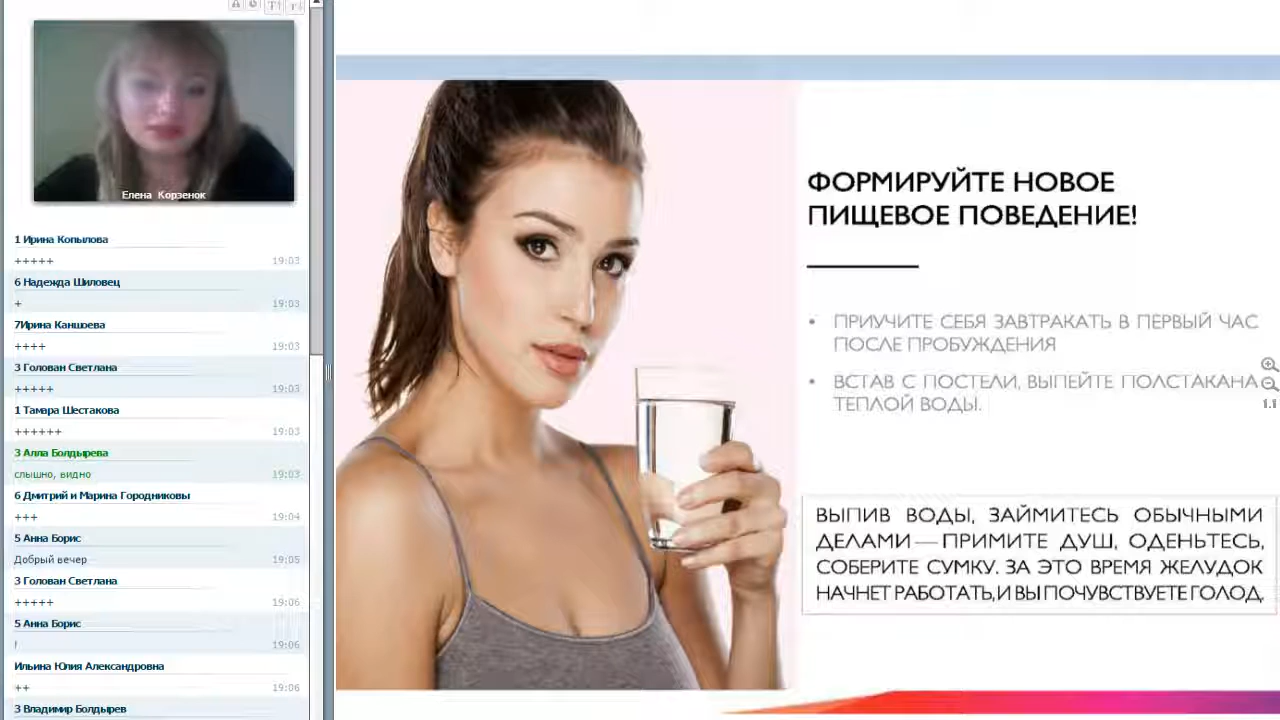 Елена Корзенок
1 Ирина Копылова
+++++ 19:03
6 Надежда Шиловец
+ 19:03
7Ирина Каншоева
++++ 19:03
3 Голован Светлана
+++++ 19:03
1 Тамара Шестакова
++++++ 19:03
3 Алла Болдырева
слышно, видно 19:03
6 Дмитрий и Марина Городниковы
+++ 19:04
5 Анна Борис
Добрый вечер 19:05
3 Голован Светлана
+++++ 19:06
5 Анна Борис
! 19:06
Ильина Юлия Александровна
++ 19:06
3 Владимир Болдырев
ФОРМИРУЙТЕ НОВОЕ
ПИЩЕВОЕ ПОВЕДЕНИЕ!
• ПРИУЧИТЕ СЕБЯ ЗАВТРАКАТЬ В ПЕРВЫЙ ЧАС
ПОСЛЕ ПРОБУЖДЕНИЯ
• ВСТАВ С ПОСТЕЛИ, ВЫПЕЙТЕ ПОЛСТАКАНА
ТЕПЛОЙ ВОДЫ.
1.1
ВЫПИВ ВОДЫ, ЗАЙМИТЕСЬ ОБЫЧНЫМИ
ДЕЛАМИ — ПРИМИТЕ ДУШ, ОДЕНЬТЕСЬ,
СОБЕРИТЕ СУМКУ. ЗА ЭТО ВРЕМЯ ЖЕЛУДОК
НАЧНЕТ РАБОТАТЬ, И ВЫ ПОЧУВСТВУЕТЕ ГОЛОД.